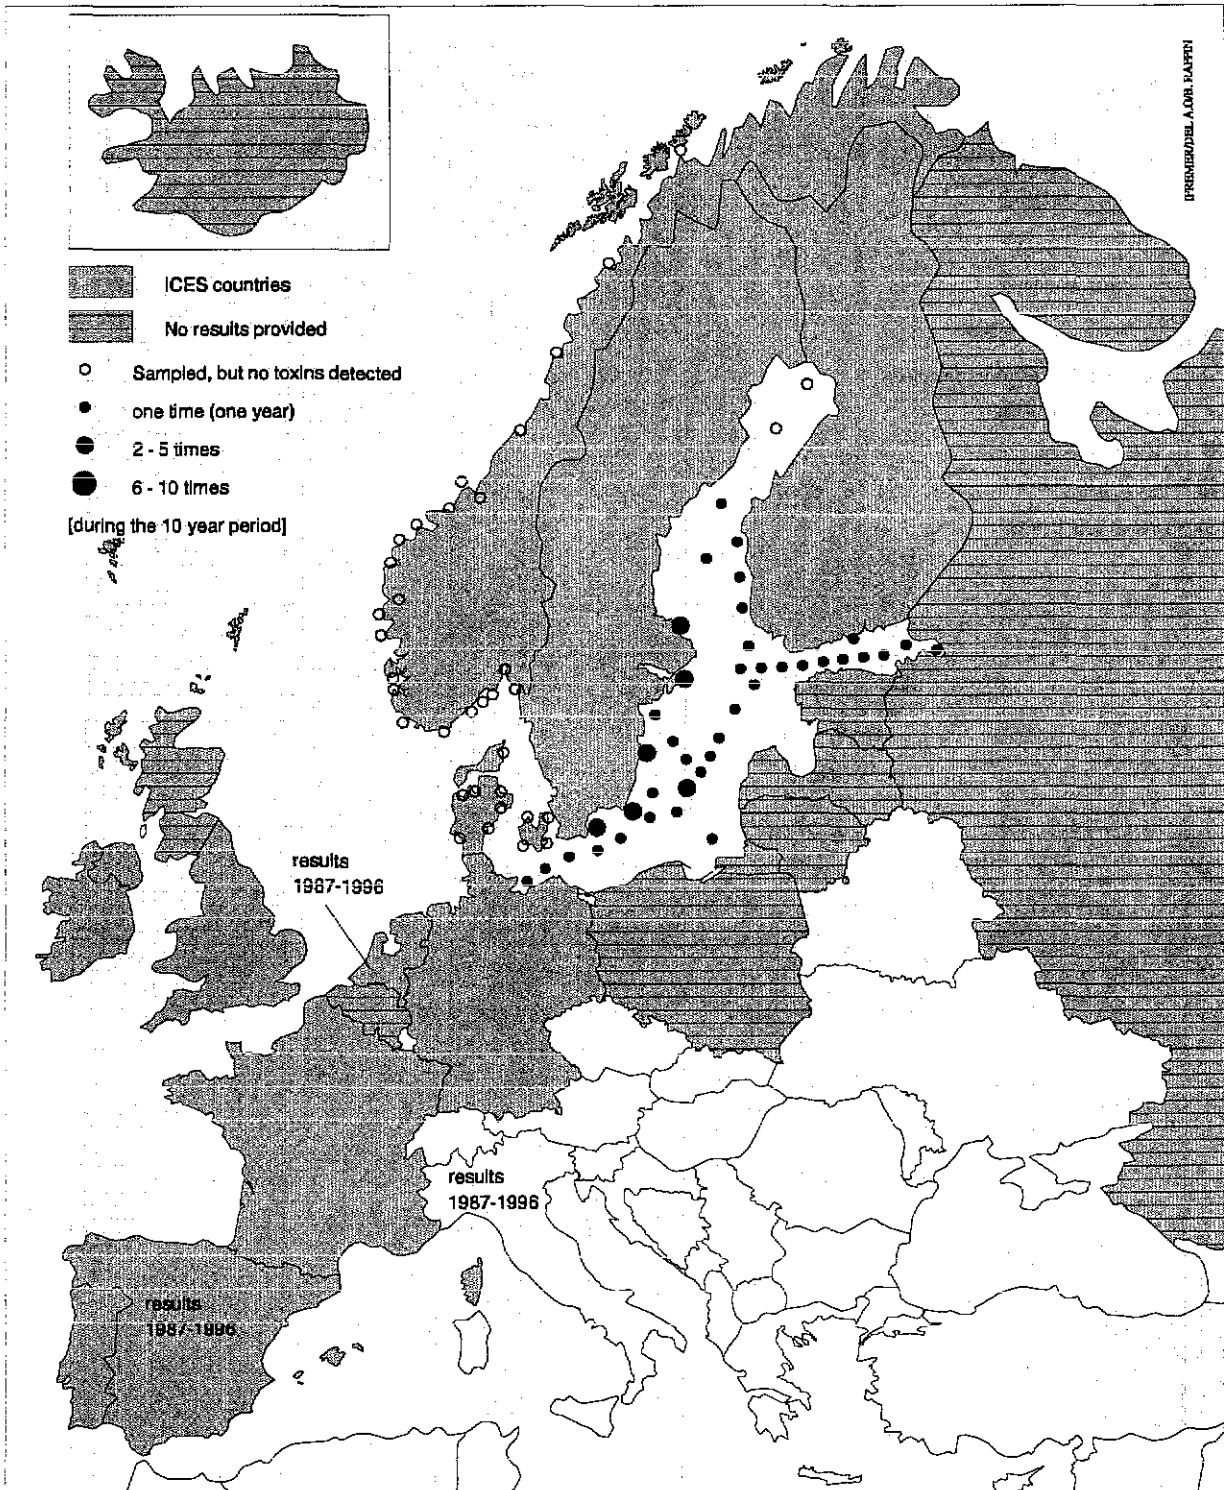 ICES countries
No results provided
Sampled, but no toxins detected
one time (one year)
2 - 5 times
6 - 10 times
[during the 10 year period]
results
1987-1996
results
1987-1996
results
1987-1996